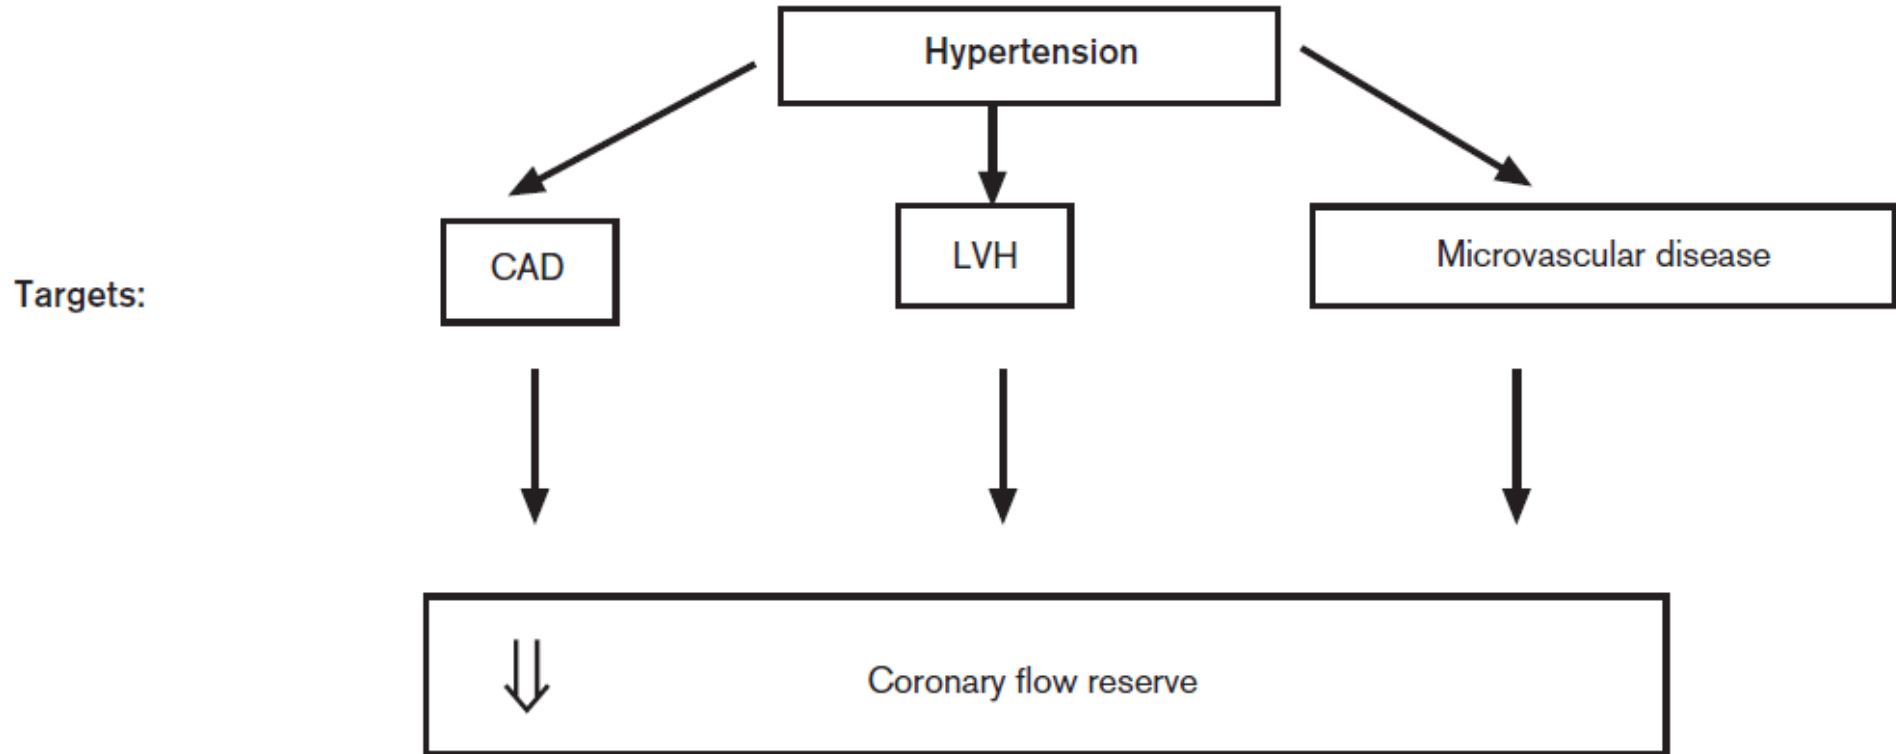 Hypertension
Targets:
CAD
LVH
Microvascular disease
Coronary flow reserve